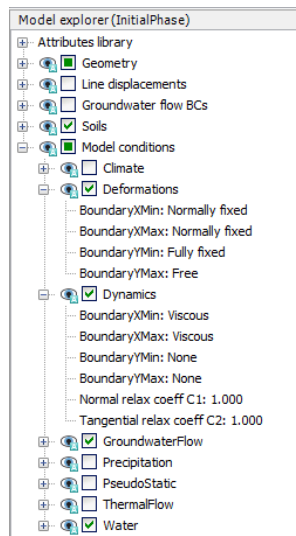 Model explorer (InitialPhase)
Attributes library
Geometry
Line displacements
Groundwater flow BCs
Soils
Model conditions
Climate
Deformations
BoundaryXMin: Normally fixed
BoundaryXMax: Normally fixed
BoundaryYMin: Fully fixed
BoundaryYMax: Free
Dynamics
BoundaryXMin: Viscous
BoundaryXMax: Viscous
BoundaryYMin: None
BoundaryYMax: None
Normal relax coeff C1: 1.000
Tangential relax coeff C2: 1.000
GroundwaterFlow
Precipitation
PseudoStatic
ThermalFlow
Water